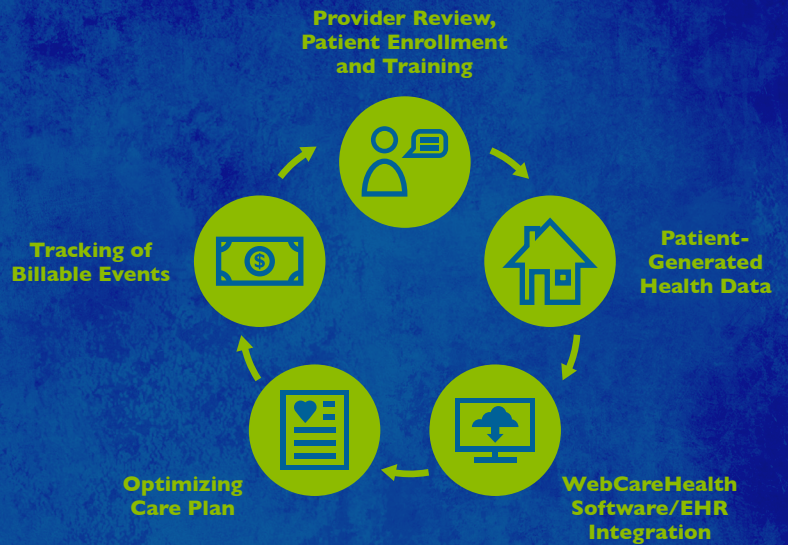 Provider Review,
Patient Enrollment
and Training
Patient-
Generated
Health Data
WebCareHealth
Software/EHR
Integration
Optimizing
Care Plan
Tracking of
Billable Events
$